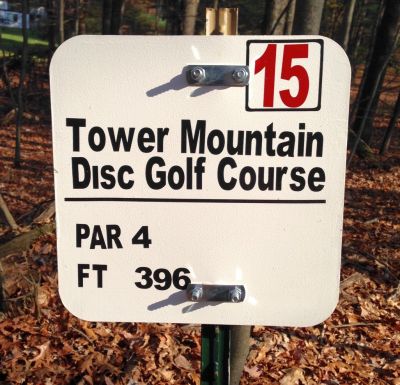 15
Tower Mountain
Disc Golf Course
PAR 4
FT 396